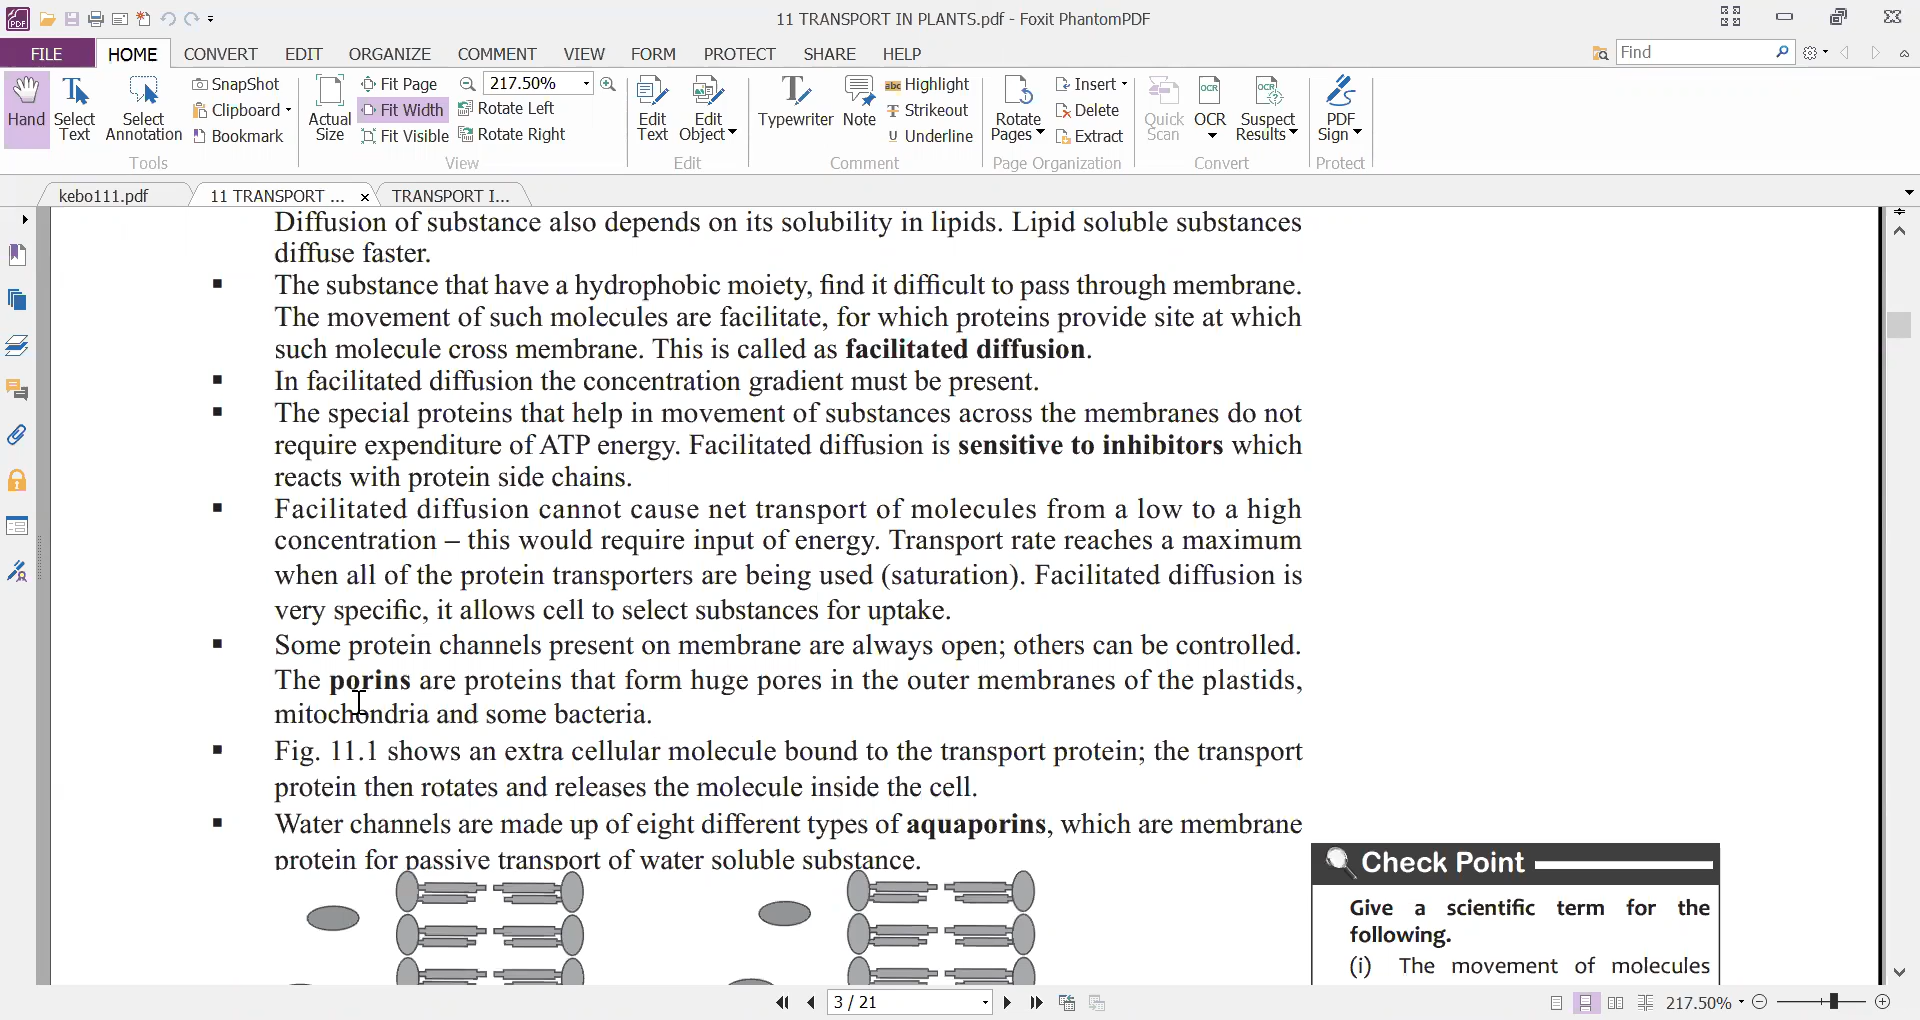 11 TRANSPORT IN PLANTS.pdf - Foxit PhantomPDF
FILE HOME CONVERT EDIT ORGANIZE COMMENT VIEW FORM PROTECT SHARE HELP Find
Hand
Select Text
Select Annotation
SnapShot
Clipboard
Bookmark
Tools
Actual Size
Fit Page
Fit Width
Fit Visible
217.50%
Rotate Left
Rotate Right
View
Edit Text
Edit Object
Edit
Typewriter
Note
Highlight
Strikeout
Underline
Comment
Rotate Pages
Insert
Delete
Extract
Page Organization
Quick Scan
OCR
Suspect Results
Convert
PDF Sign
Protect
kebo111.pdf 11 TRANSPORT ... x TRANSPORT I...
Diffusion of substance also depends on its solubility in lipids. Lipid soluble substances
diffuse faster.
▪ The substance that have a hydrophobic moiety, find it difficult to pass through membrane.
The movement of such molecules are facilitate, for which proteins provide site at which
such molecule cross membrane. This is called as facilitated diffusion.
▪ In facilitated diffusion the concentration gradient must be present.
▪ The special proteins that help in movement of substances across the membranes do not
require expenditure of ATP energy. Facilitated diffusion is sensitive to inhibitors which
reacts with protein side chains.
▪ Facilitated diffusion cannot cause net transport of molecules from a low to a high
concentration – this would require input of energy. Transport rate reaches a maximum
when all of the protein transporters are being used (saturation). Facilitated diffusion is
very specific, it allows cell to select substances for uptake.
▪ Some protein channels present on membrane are always open; others can be controlled.
The porins are proteins that form huge pores in the outer membranes of the plastids,
mitochondria and some bacteria.
▪ Fig. 11.1 shows an extra cellular molecule bound to the transport protein; the transport
protein then rotates and releases the molecule inside the cell.
▪ Water channels are made up of eight different types of aquaporins, which are membrane
protein for passive transport of water soluble substance.
Check Point
Give a scientific term for the
following.
(i) The movement of molecules
3 / 21
217.50%